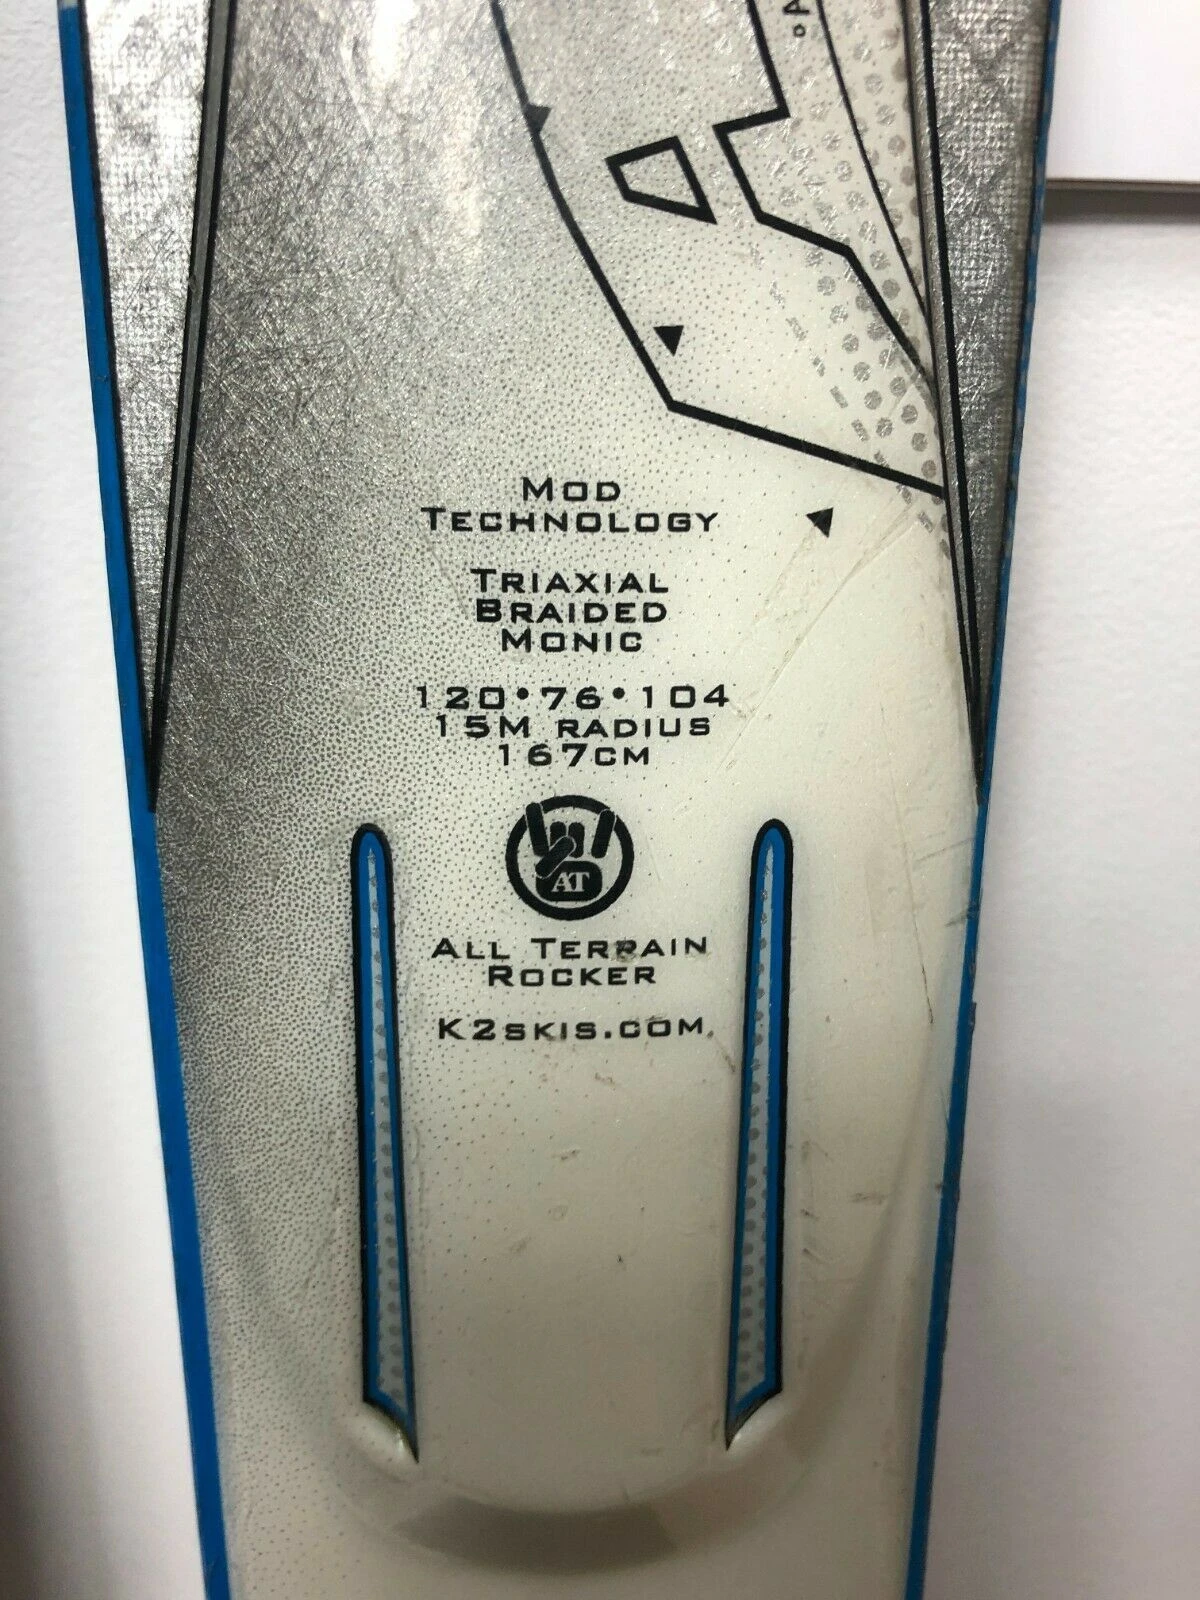 °A
MOD
TECHNOLOGY
TRIAXIAL
BRAIDED
MONIC
120•76•104
15M RADIUS
167CM
AT
ALL TERRAIN
ROCKER
K2SKIS.COM